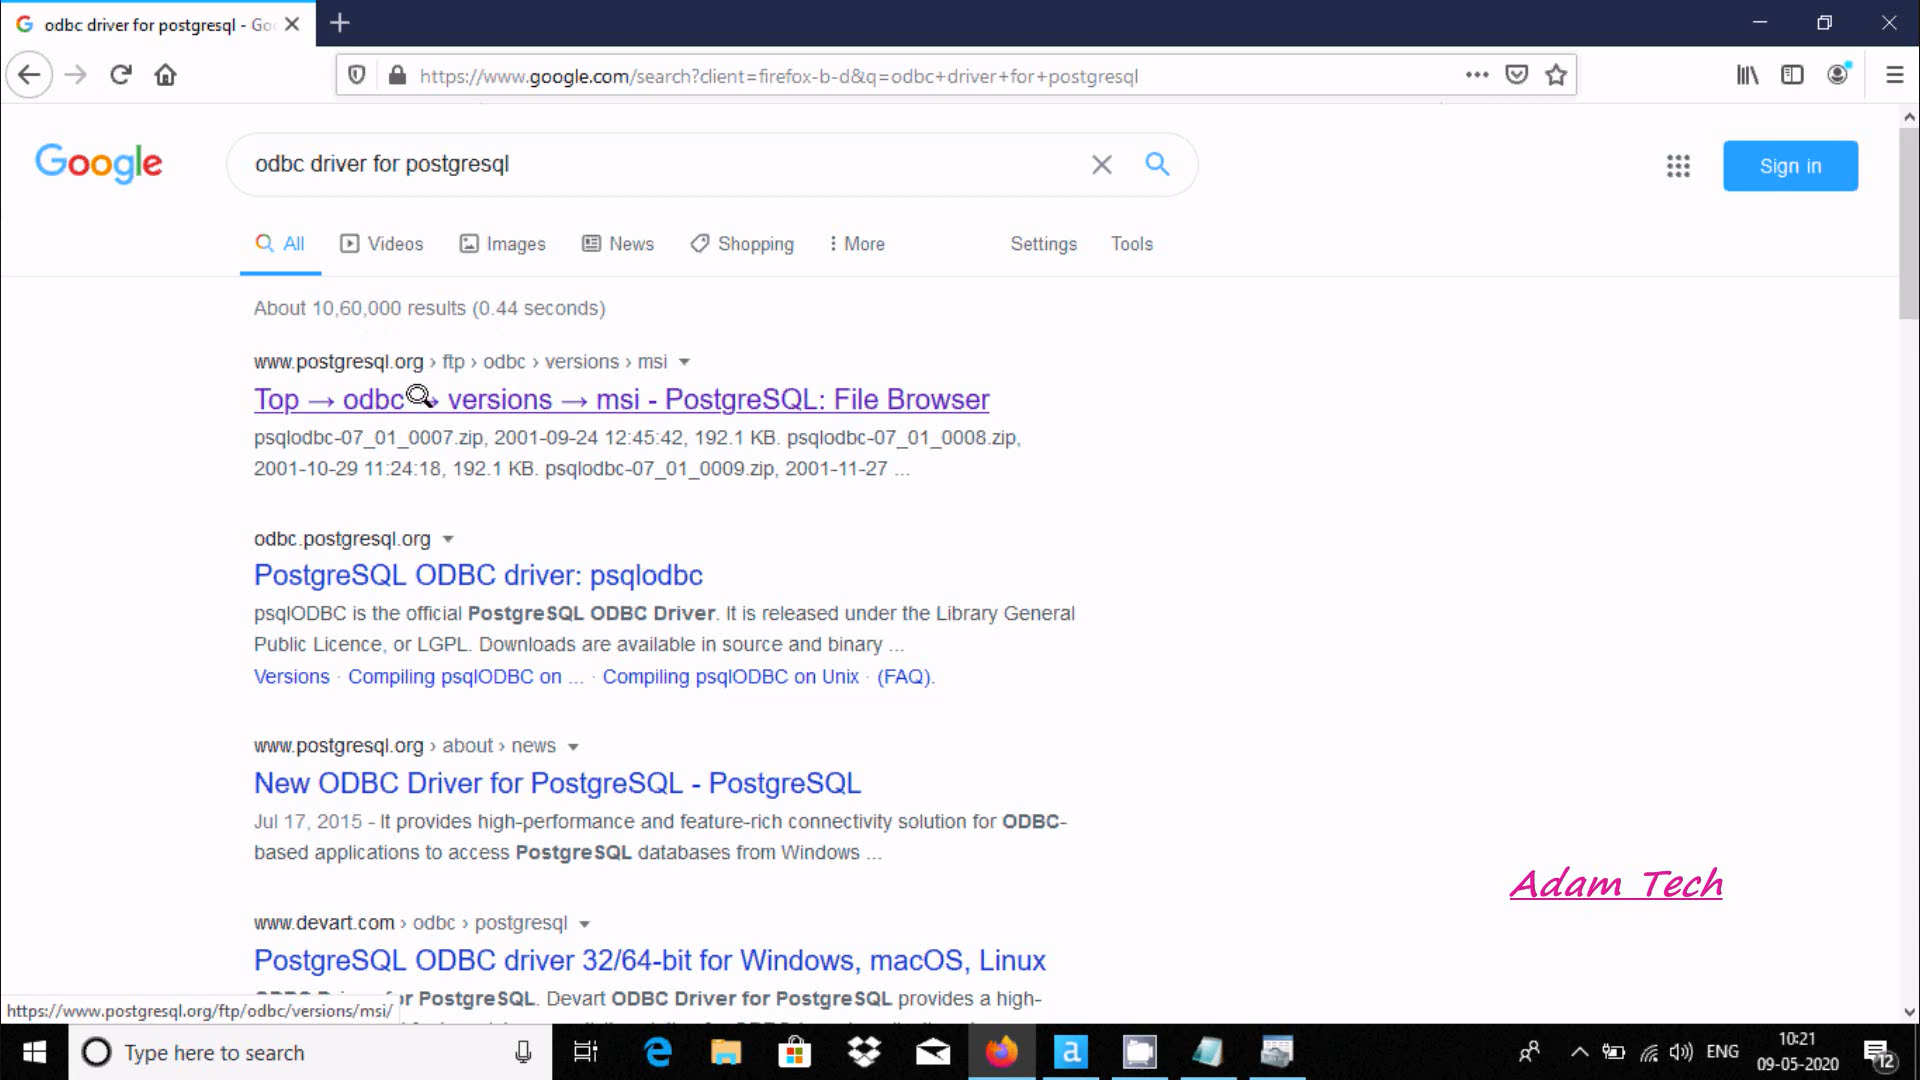 odbc driver for postgresql - Goo
https://www.google.com/search?client=firefox-b-d&q=odbc+driver+for+postgresql
Google
odbc driver for postgresql
Sign in
All
Videos
Images
News
Shopping
More
Settings
Tools
About 10,60,000 results (0.44 seconds)
www.postgresql.org › ftp › odbc › versions › msi
Top → odbc → versions → msi - PostgreSQL: File Browser
psqlodbc-07_01_0007.zip, 2001-09-24 12:45:42, 192.1 KB. psqlodbc-07_01_0008.zip,
2001-10-29 11:24:18, 192.1 KB. psqlodbc-07_01_0009.zip, 2001-11-27 ...
odbc.postgresql.org
PostgreSQL ODBC driver: psqlodbc
psqlODBC is the official PostgreSQL ODBC Driver. It is released under the Library General
Public Licence, or LGPL. Downloads are available in source and binary ...
Versions · Compiling psqlODBC on ... · Compiling psqlODBC on Unix · (FAQ).
www.postgresql.org › about › news
New ODBC Driver for PostgreSQL - PostgreSQL
Jul 17, 2015 - It provides high-performance and feature-rich connectivity solution for ODBC-
based applications to access PostgreSQL databases from Windows ...
Adam Tech
www.devart.com › odbc › postgresql
PostgreSQL ODBC driver 32/64-bit for Windows, macOS, Linux
for PostgreSQL. Devart ODBC Driver for PostgreSQL provides a high-
https://www.postgresql.org/ftp/odbc/versions/msi/
Type here to search
ENG
10:21
09-05-2020
12